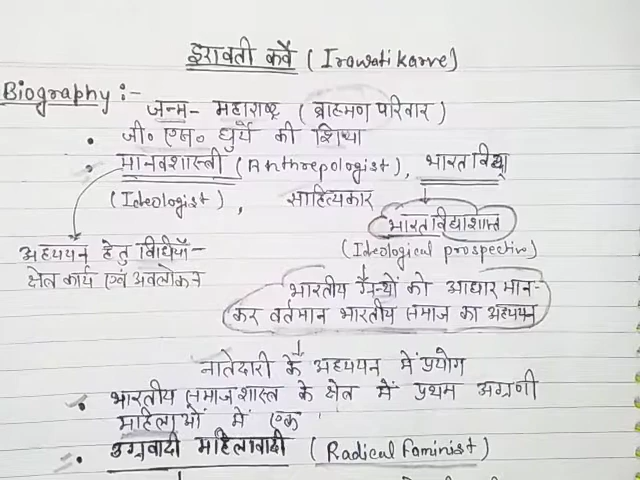 इरावती कर्वे (Irawati karve)
Biography :-
जन्म- महाराष्ट्र (ब्राह्मण परिवार)
• जी० एस० घुर्ये की शिष्या
• मानवशास्त्री (Anthrepologist), भारतविद्या
(Ideologist), साहित्यकार
भारतविद्याशास्त्र
अध्ययन हेतु विधियाँ-
(Ideological prospective)
क्षेत्र कार्य एवं अवलोकन
भारतीय ग्रन्थों को आधार मान-
कर वर्तमान भारतीय समाज का अध्ययन
नातेदारी के अध्ययन में प्रयोग
• भारतीय समाजशास्त्र के क्षेत्र में प्रथम अग्रणी
महिलाओं में एक
• उग्रवादी महिलावादी (Radical Feminist)